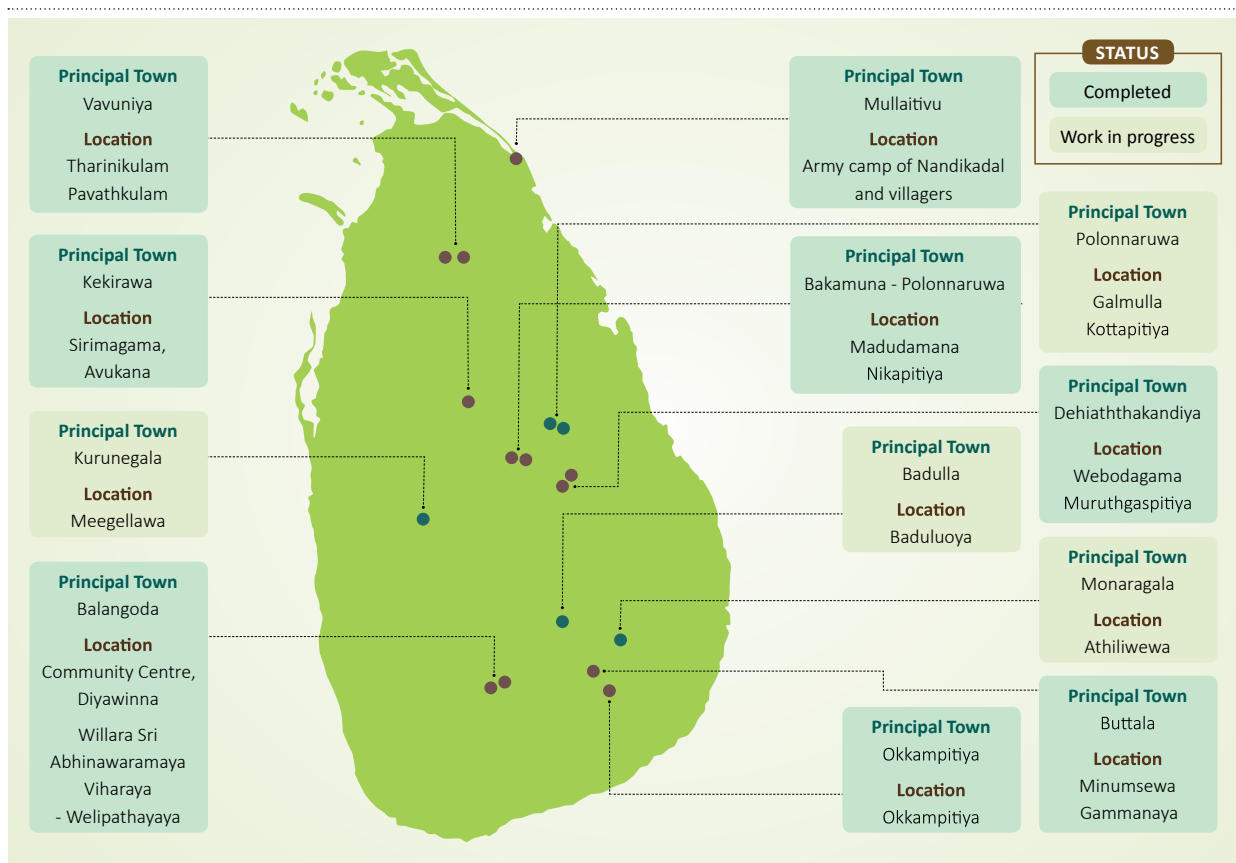 Principal Town
Vavuniya
Location
Tharinikulam
Pavathkulam
Principal Town
Kekirawa
Location
Sirimagama,
Avukana
Principal Town
Kurunegala
Location
Meegellawa
Principal Town
Balangoda
Location
Community Centre,
Diyawinna
Willara Sri
Abhinawaramaya
Viharaya
- Welipathayaya
Principal Town
Mullaitivu
Location
Army camp of Nandikadal
and villagers
Principal Town
Bakamuna - Polonnaruwa
Location
Madudamana
Nikapitiya
Principal Town
Badulla
Location
Baduluoya
Principal Town
Okkampitiya
Location
Okkampitiya
STATUS
Completed
Work in progress
Principal Town
Polonnaruwa
Location
Galmulla
Kottapitiya
Principal Town
Dehiaththakandiya
Location
Webodagama
Muruthgaspitiya
Principal Town
Monaragala
Location
Athiliwewa
Principal Town
Buttala
Location
Minumsewa
Gammanaya